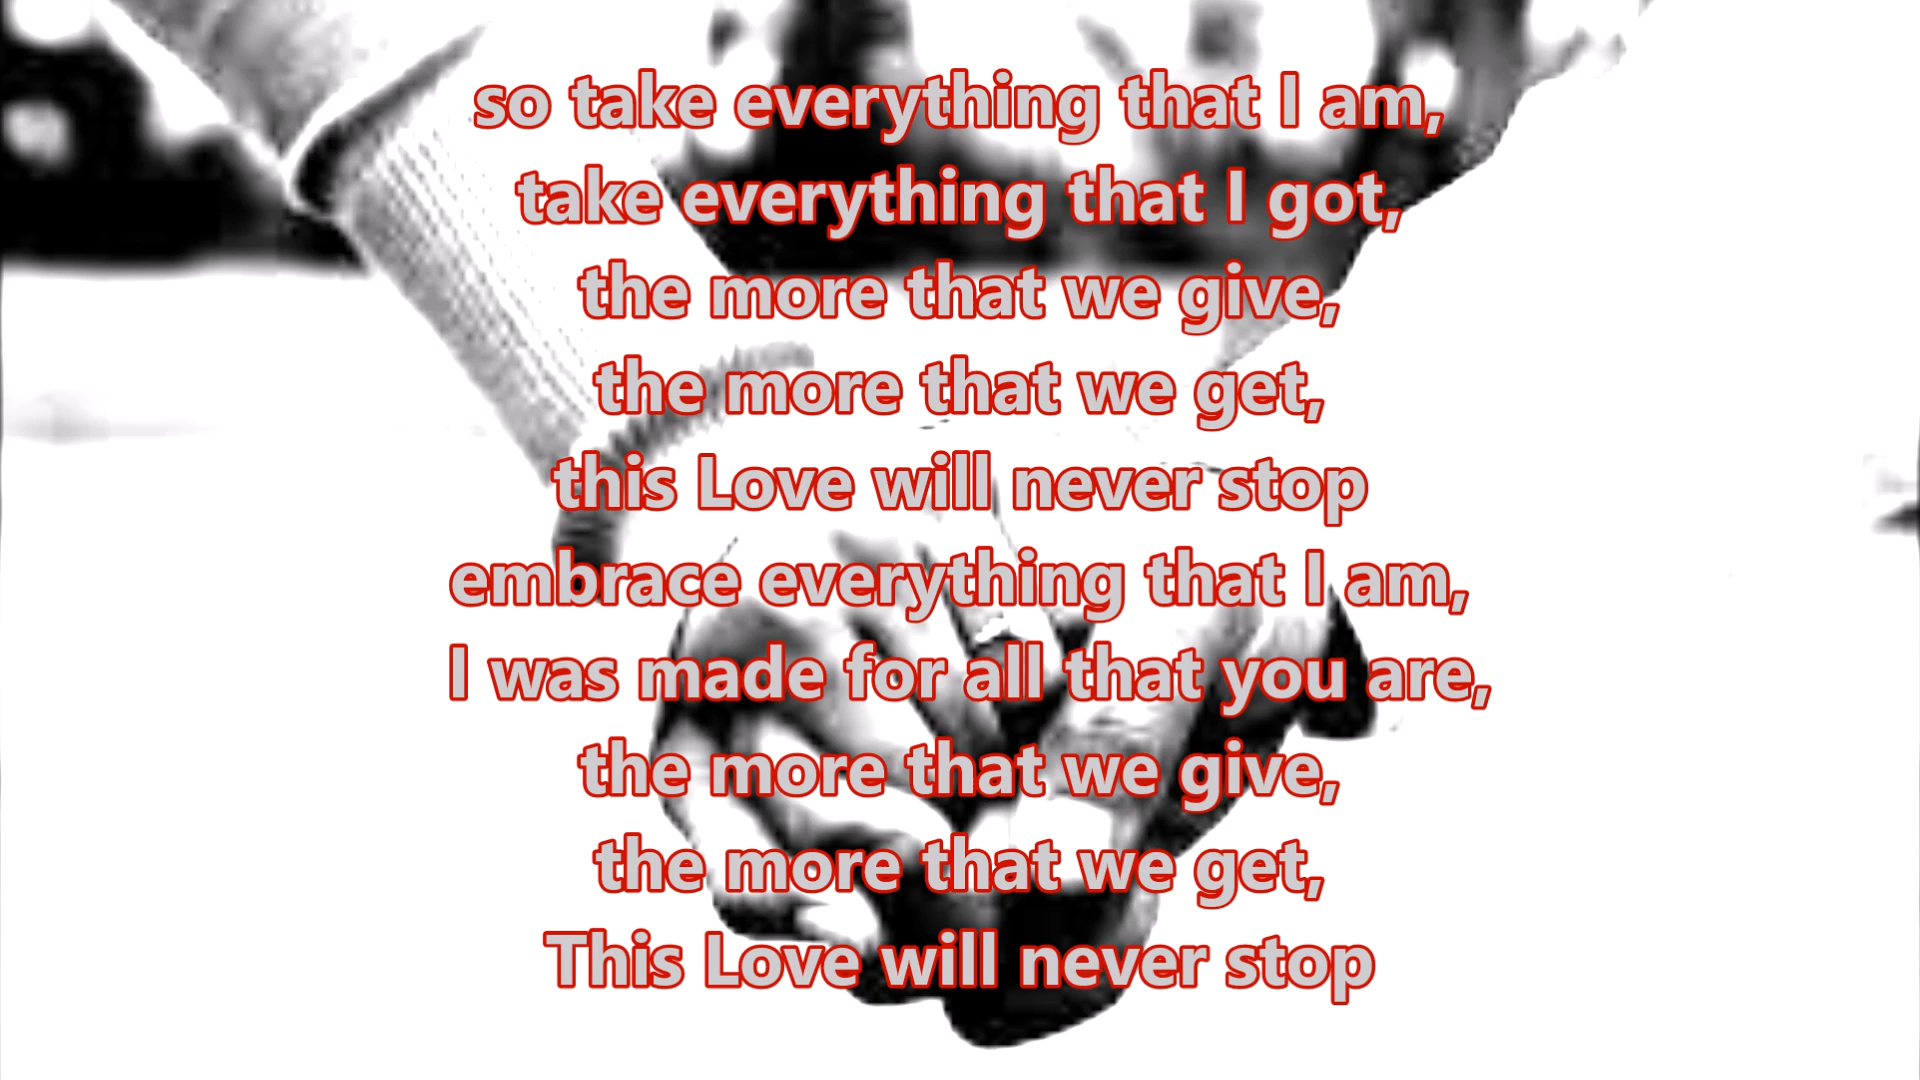 so take everything that I am,
take everything that I got,
the more that we give,
the more that we get,
this Love will never stop
embrace everything that I am,
I was made for all that you are,
the more that we give,
the more that we get,
This Love will never stop